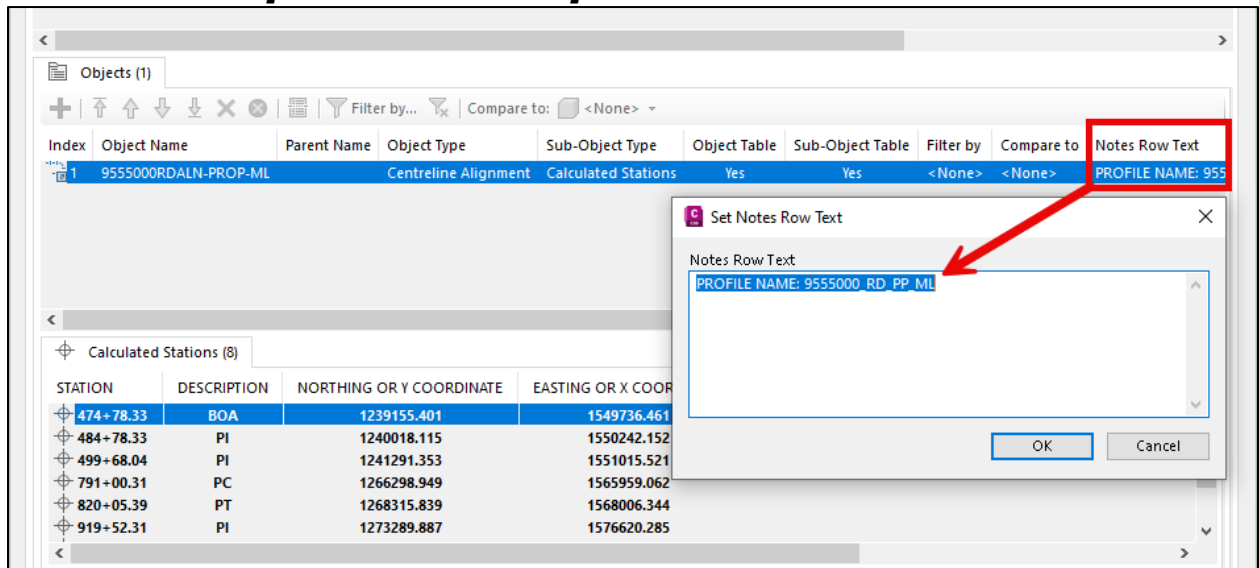 Objects (1)
Filter by... Compare to: <None>
Index Object Name Parent Name Object Type Sub-Object Type Object Table Sub-Object Table Filter by Compare to Notes Row Text
1 9555000RDALN-PROP-ML Centreline Alignment Calculated Stations Yes Yes <None> <None> PROFILE NAME: 955
Set Notes Row Text
Notes Row Text
PROFILE NAME: 9555000_RD_PP_ML
OK Cancel
Calculated Stations (8)
STATION DESCRIPTION NORTHING OR Y COORDINATE EASTING OR X COOR
474+78.33 BOA 1239155.401 1549736.461
484+78.33 PI 1240018.115 1550242.152
499+68.04 PI 1241291.353 1551015.521
791+00.31 PC 1266298.949 1565959.062
820+05.39 PT 1268315.839 1568006.344
919+52.31 PI 1273289.887 1576620.285